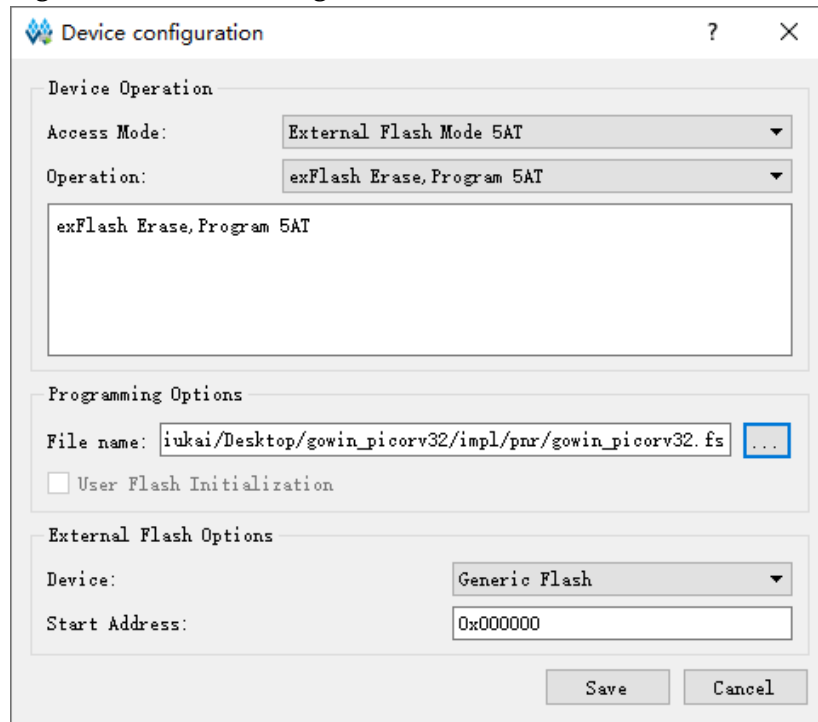 Device configuration ? ×
Device Operation
Access Mode: External Flash Mode 5AT
Operation: exFlash Erase,Program 5AT
exFlash Erase,Program 5AT
Programming Options
File name: iukai/Desktop/gowin_picorv32/impl/pnr/gowin_picorv32.fs ...
User Flash Initialization
External Flash Options
Device: Generic Flash
Start Address: 0x000000
Save Cancel